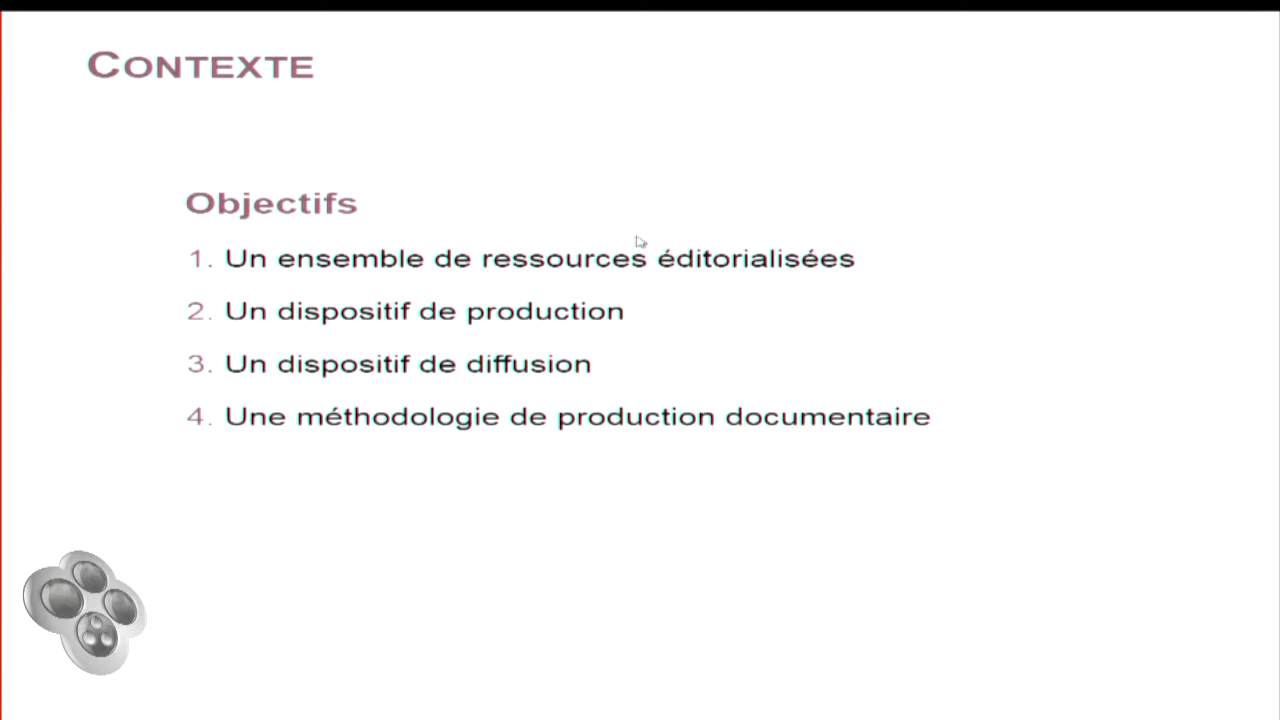 CONTEXTE
Objectifs
1. Un ensemble de ressources éditorialisées
2. Un dispositif de production
3. Un dispositif de diffusion
4. Une méthodologie de production documentaire